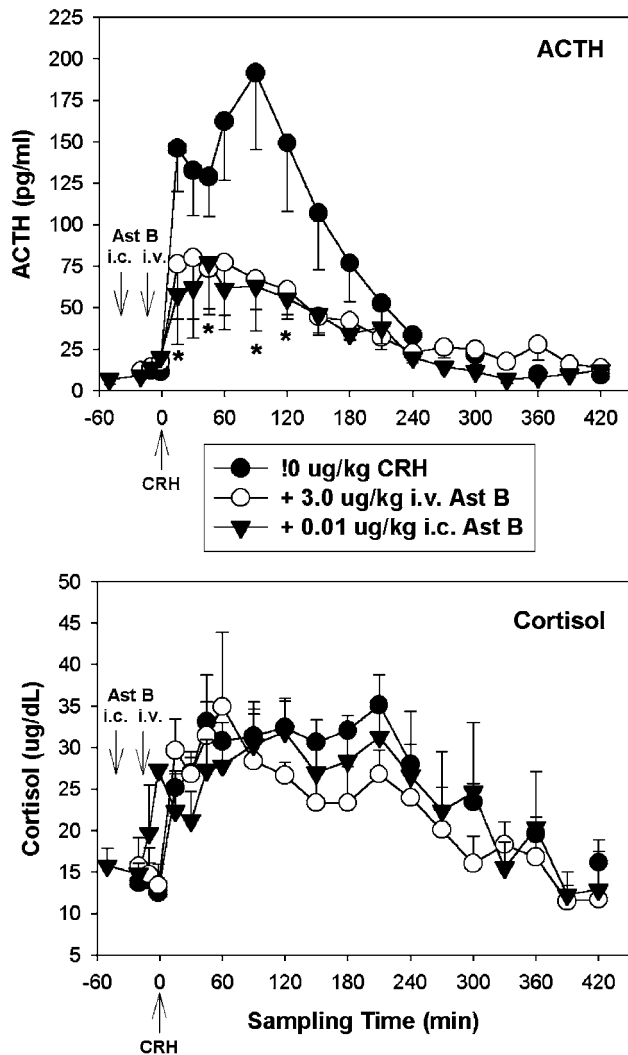 225
200
175
150
125
100
75
50
25
0
ACTH (pg/ml)
ACTH
Ast B
i.c. i.v.
* * * *
-60 0 60 120 180 240 300 360 420
CRH
!0 ug/kg CRH
+ 3.0 ug/kg i.v. Ast B
+ 0.01 ug/kg i.c. Ast B
50
45
40
35
30
25
20
15
10
5
Cortisol (ug/dL)
Cortisol
Ast B
i.c. i.v.
-60 0 60 120 180 240 300 360 420
Sampling Time (min)
CRH